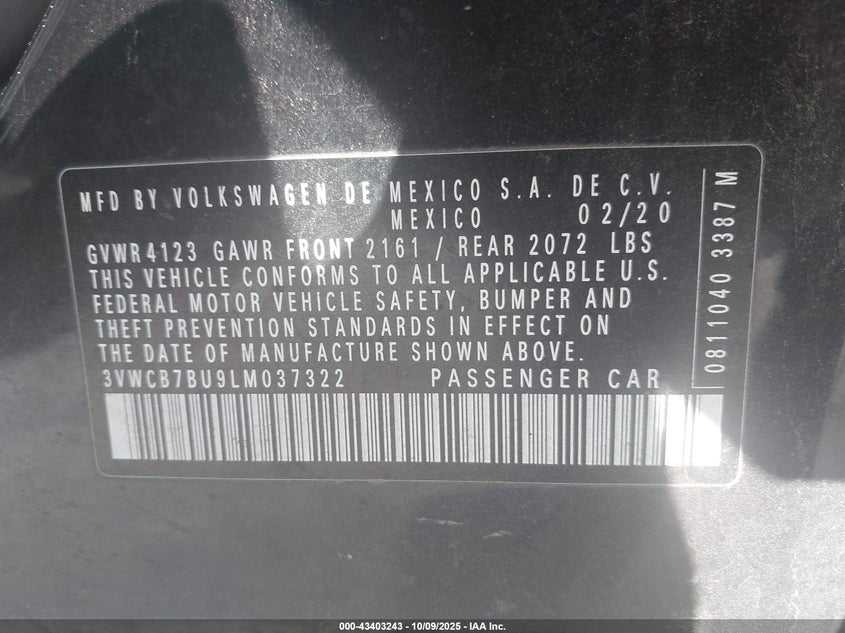 MFD BY VOLKSWAGEN DE MEXICO S.A. DE C.V.
MEXICO 02/20
GVWR 4123 GAWR FRONT 2161 / REAR 2072 LBS
THIS VEHICLE CONFORMS TO ALL APPLICABLE U.S.
FEDERAL MOTOR VEHICLE SAFETY, BUMPER AND
THEFT PREVENTION STANDARDS IN EFFECT ON
THE DATE OF MANUFACTURE SHOWN ABOVE.
3VWCB7BU9LM037322 PASSENGER CAR
0811040 3387 M
000-43403243 - 10/09/2025 - IAA Inc.